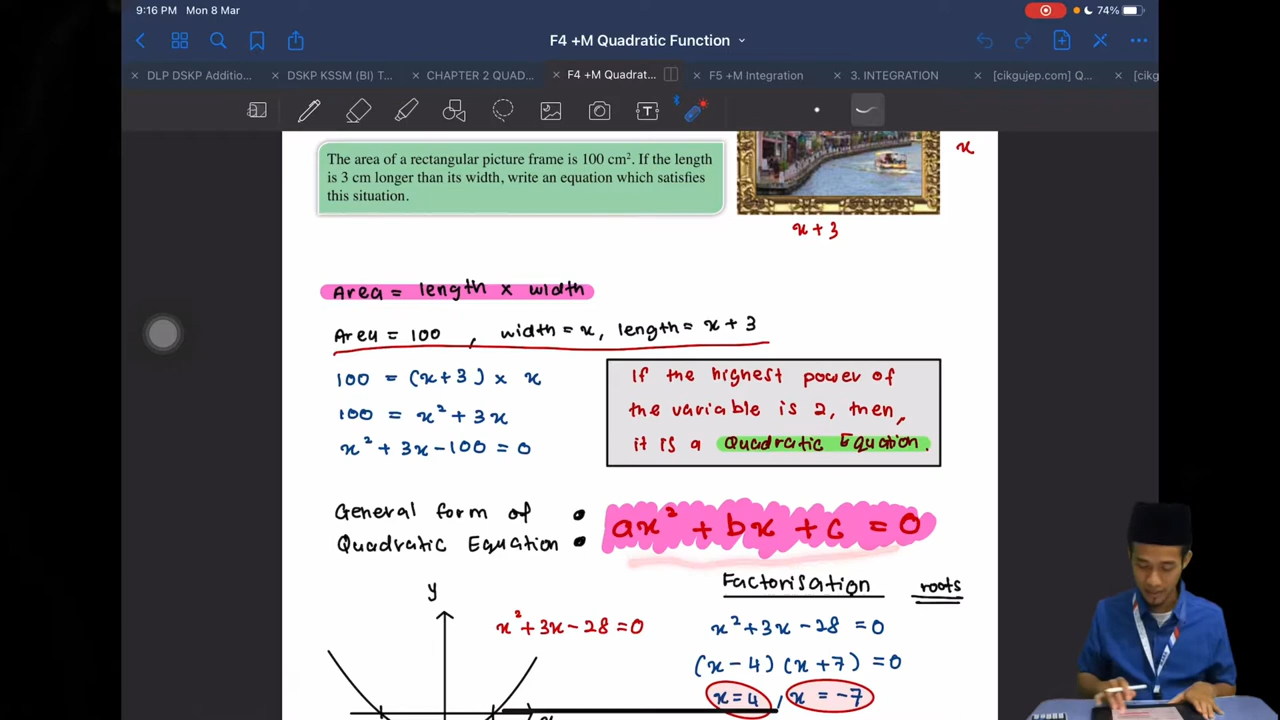 9:16 PM Mon 8 Mar
74%
F4 +M Quadratic Function
DLP DSKP Additio...
DSKP KSSM (BI) T...
CHAPTER 2 QUAD...
F4 +M Quadrat...
F5 +M Integration
3. INTEGRATION
[cikgujep.com] Q...
[cikg
The area of a rectangular picture frame is 100 cm². If the length
is 3 cm longer than its width, write an equation which satisfies
this situation.
x
x + 3
Area = length × width
Area = 100 , width = x, length = x + 3
100 = (x+3) × x
100 = x² + 3x
x² + 3x - 100 = 0
If the highest power of
the variable is 2, then,
it is a Quadratic Equation.
General form of
Quadratic Equation :
ax² + bx + c = 0
Factorisation
roots
y
x² + 3x - 28 = 0
x² + 3x - 28 = 0
(x - 4) (x + 7) = 0
x = 4 , x = -7